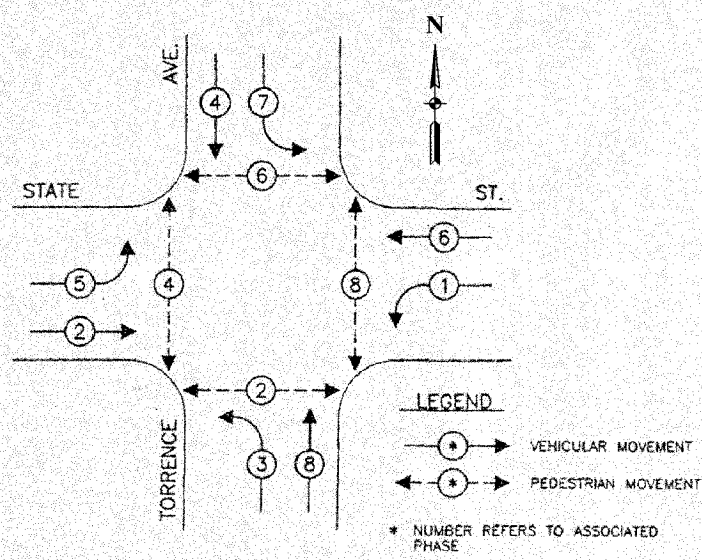 N
AVE.
4
7
6
STATE
ST.
6
5
4
8
1
2
2
LEGEND
TORRENCE
3
8
* VEHICULAR MOVEMENT
* PEDESTRIAN MOVEMENT
* NUMBER REFERS TO ASSOCIATED
PHASE